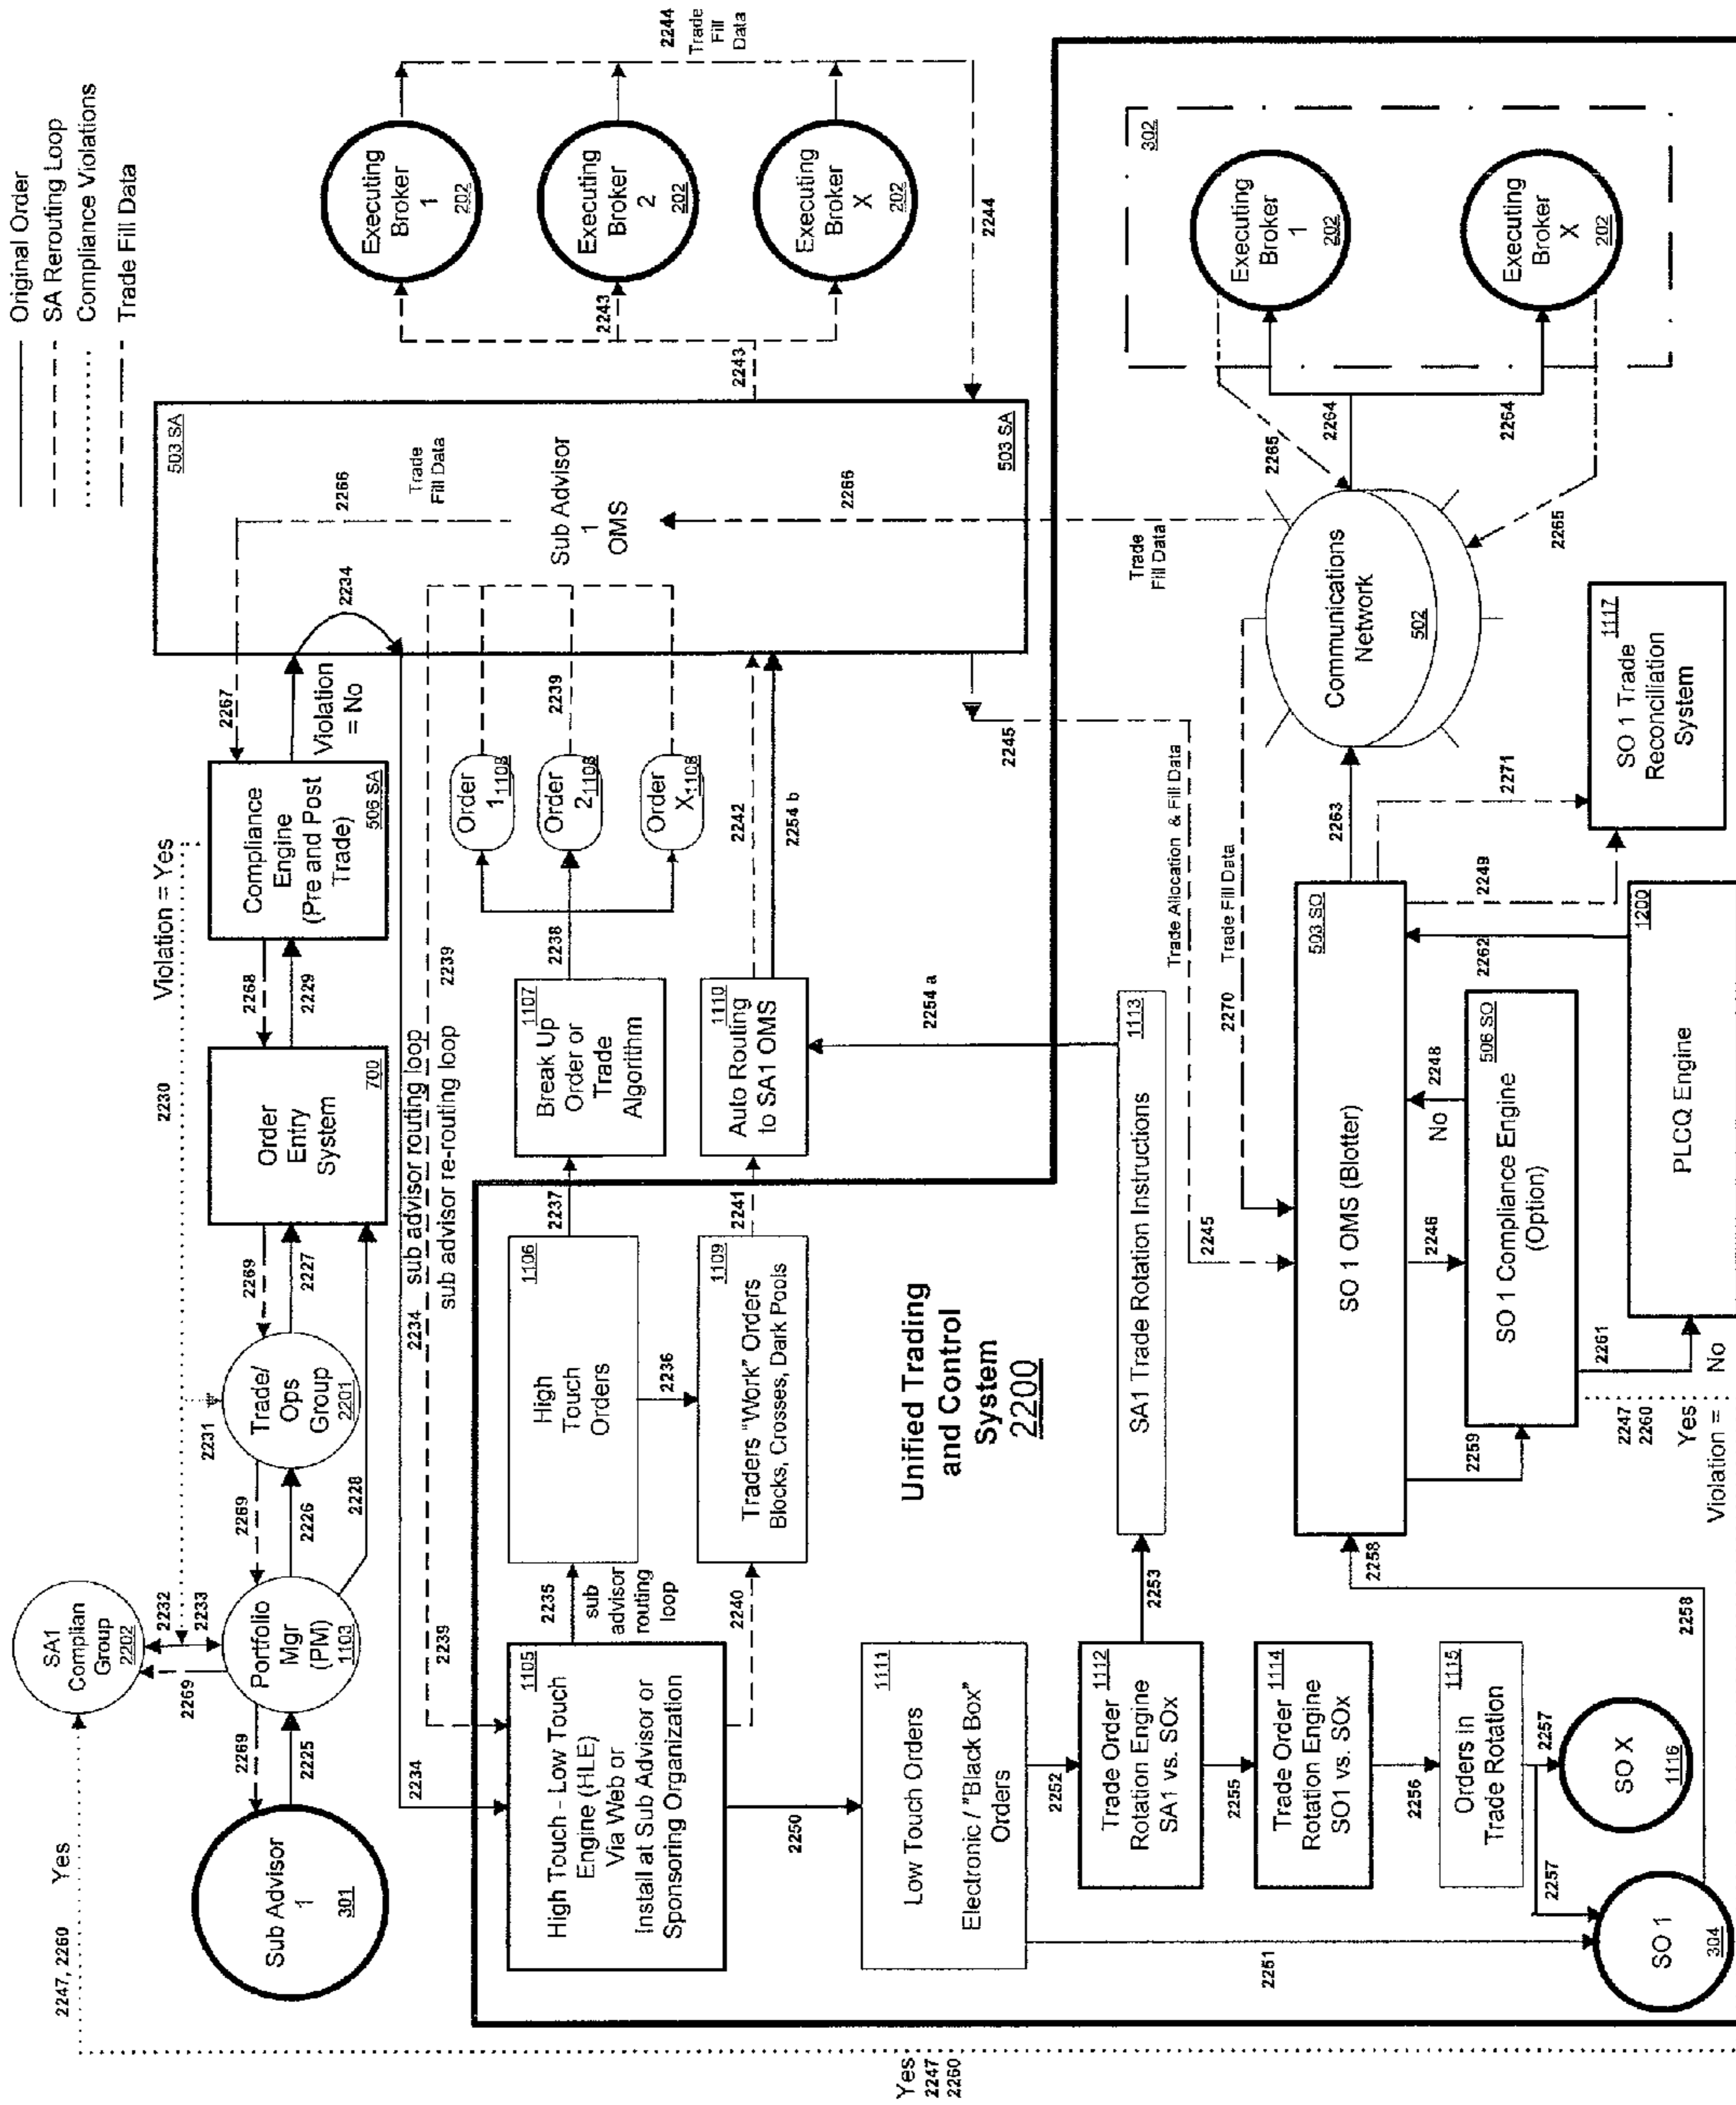 Original Order
SA Rerouting Loop
Compliance Violations
Trade Fill Data
2247, 2260 Yes
SA1
Complian
Group
2202
2232
2233
2269
2231
2230
Violation = Yes
Sub Advisor
1
301
2269
2225
Portfolio
Mgr
(PM)
1103
2269
2226
2228
Trade/
Ops
Group
2201
2269
2227
Order
Entry
System
700
2268
2229
Compliance
Engine
(Pre and Post
Trade)
506 SA
2267
Violation
= No
2234
503 SA
2266
Trade
Fill Data
Sub Advisor
1
OMS
2266
503 SA
2243
2243
Executing
Broker
1
202
Executing
Broker
2
202
Executing
Broker
X
202
2244
Trade
Fill
Data
2244
2234
2239
2234 sub advisor routing loop
sub advisor re-routing loop
2239
High Touch - Low Touch
Engine (HLE)
Via Web or
Install at Sub Advisor or
Sponsoring Organization
1105
2235
sub
advisor
routing
loop
2240
High
Touch
Orders
1106
2236
2237
Traders "Work" Orders
Blocks, Crosses, Dark Pools
1109
2241
Break Up
Order or
Trade
Algorithm
1107
2238
Order
1
1108
Order
2
1108
Order
X
1108
2239
Auto Routing
to SA1 OMS
1110
2242
2254 b
2254 a
2245
2250
Low Touch Orders
Electronic / "Black Box"
Orders
1111
2251
2252
Unified Trading
and Control
System
2200
Trade Order
Rotation Engine
SA1 vs. SOx
1112
2253
SA1 Trade Rotation Instructions
1113
2255
Trade Order
Rotation Engine
SO1 vs. SOx
1114
2256
Orders in
Trade Rotation
1115
2257
2257
SO X
1116
SO 1
304
2258
2258
Trade Allocation & Fill Data
2245
2270 Trade Fill Data
Trade
Fill Data
SO 1 OMS (Blotter)
503 SO
2263
2271
2249
2259
2246
No
2248
2262
SO 1 Compliance Engine
(Option)
506 SO
2261
2247
2260
Yes
Violation =
No
PLCQ Engine
1200
SO 1 Trade
Reconciliation
System
1117
Communications
Network
502
2265
2264
2264
2265
302
Executing
Broker
1
202
Executing
Broker
X
202
Yes
2247
2260